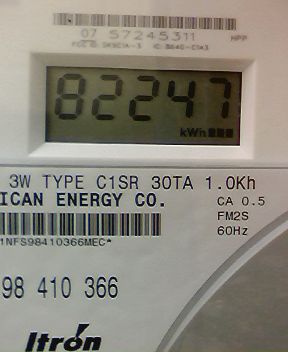 07 57245311
82247
kWh
3W TYPE C1SR 30TA 1.0Kh
ICAN ENERGY CO.
CA 0.5
FM2S
60Hz
1NFS98410366MEC*
98 410 366
Itron